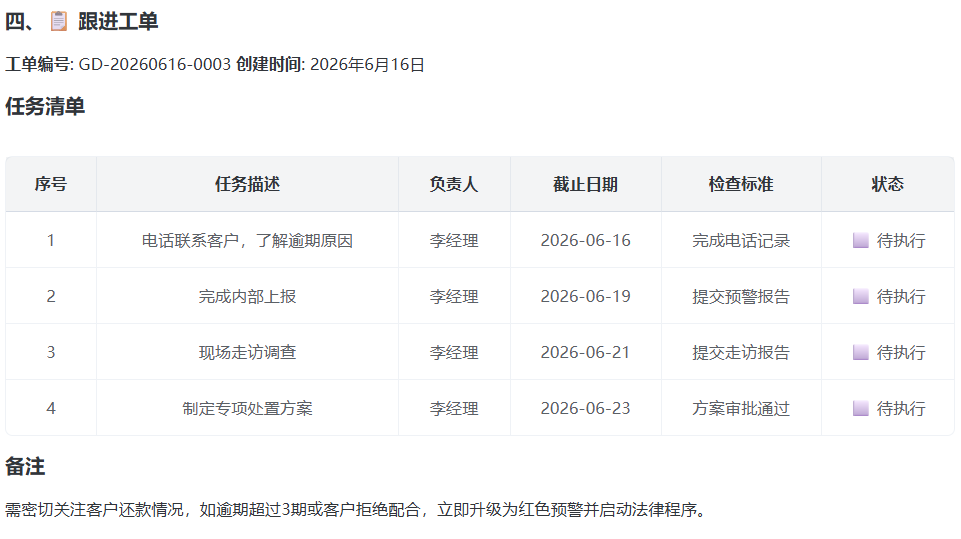 四、📋 跟进工单
工单编号: GD-20260616-0003 创建时间: 2026年6月16日
任务清单
序号 任务描述 负责人 截止日期 检查标准 状态
1 电话联系客户，了解逾期原因 李经理 2026-06-16 完成电话记录 待执行
2 完成内部上报 李经理 2026-06-19 提交预警报告 待执行
3 现场走访调查 李经理 2026-06-21 提交走访报告 待执行
4 制定专项处置方案 李经理 2026-06-23 方案审批通过 待执行
备注
需密切关注客户还款情况，如逾期超过3期或客户拒绝配合，立即升级为红色预警并启动法律程序。